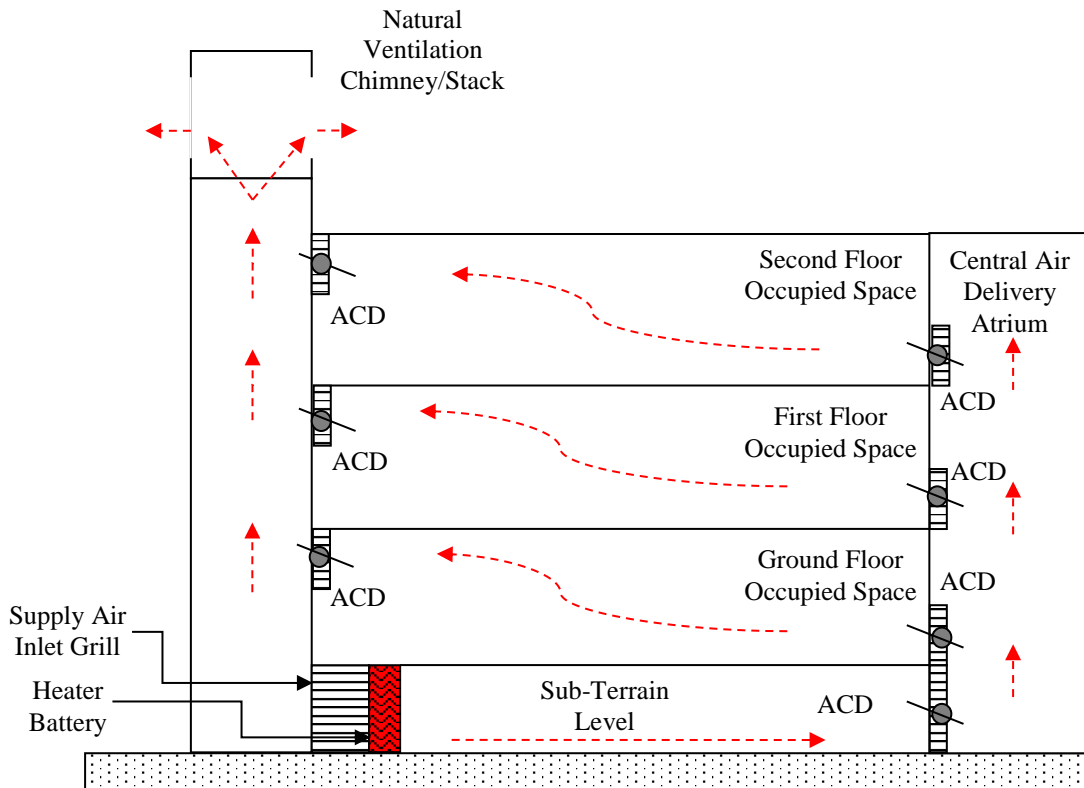 Natural
Ventilation
Chimney/Stack
Second Floor
Occupied Space
Central Air
Delivery
Atrium
ACD
ACD
First Floor
Occupied Space
ACD
ACD
Ground Floor
Occupied Space
ACD
ACD
Supply Air
Inlet Grill
Heater
Battery
Sub-Terrain
Level
ACD